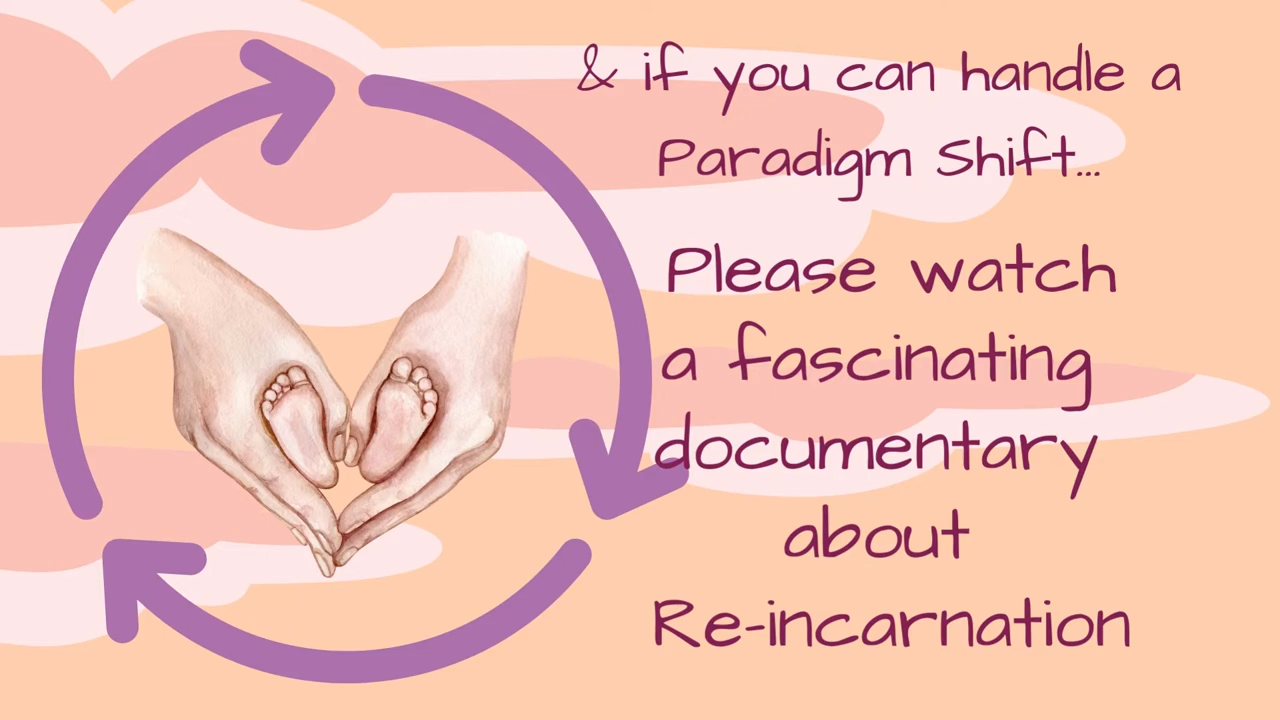 & if you can handle a
Paradigm Shift...
Please watch
a fascinating
documentary
about
Re-incarnation